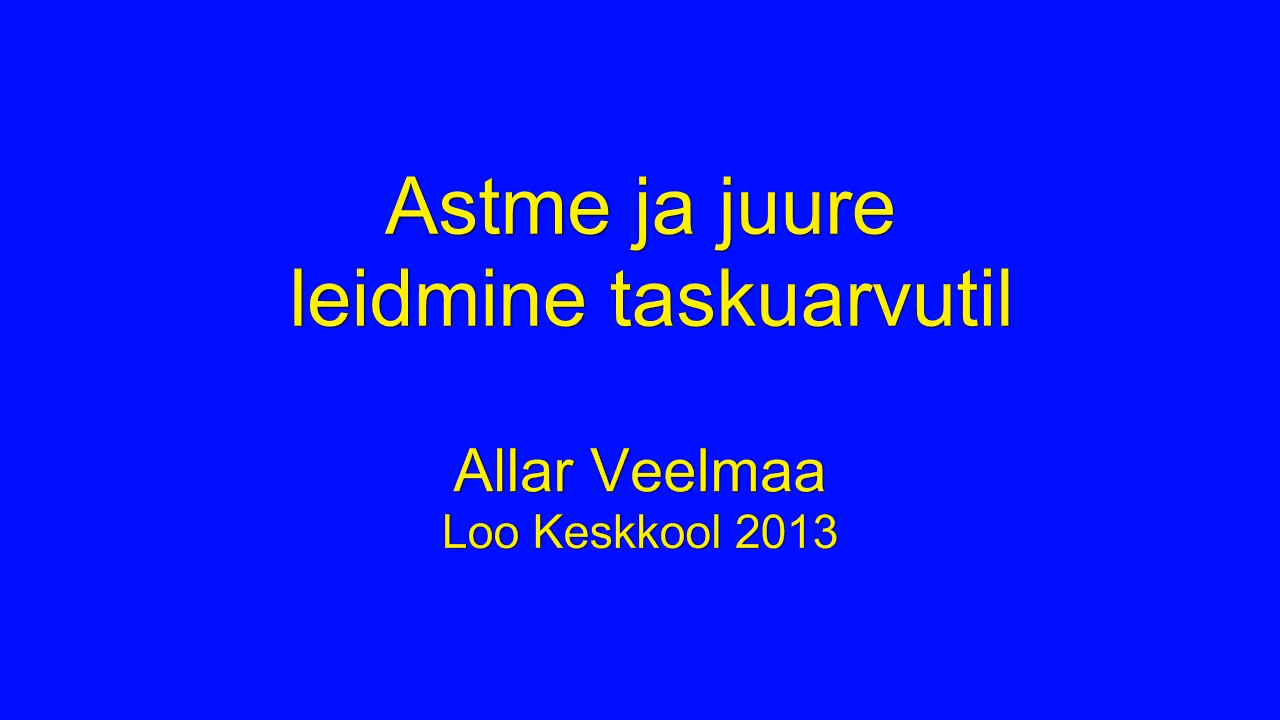 Astme ja juure
leidmine taskuarvutil
Allar Veelmaa
Loo Keskkool 2013